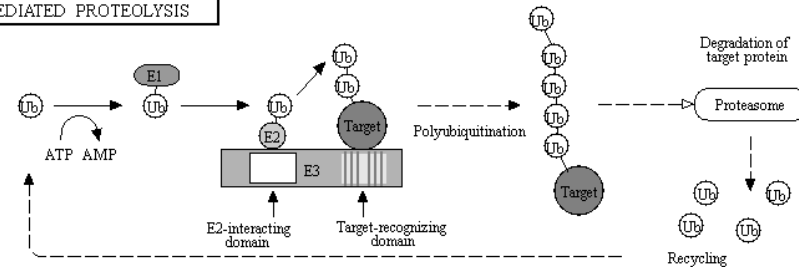 EDIATED PROTEOLYSIS
Ub
ATP AMP
E1
Ub
Ub
E2
E3
E2-interacting
domain
Ub
Ub
Target
Target-recognizing
domain
Polyubiquitination
Ub
Ub
Ub
Ub
Ub
Target
Degradation of
target protein
Proteasome
Ub
Ub
Ub
Ub
Recycling